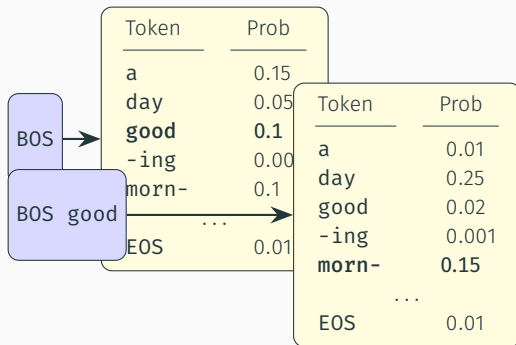 Token Prob
a 0.15
day 0.05
good 0.1
-ing 0.00
morn- 0.1
...
EOS 0.01
BOS
BOS good
Token Prob
a 0.01
day 0.25
good 0.02
-ing 0.001
morn- 0.15
...
EOS 0.01